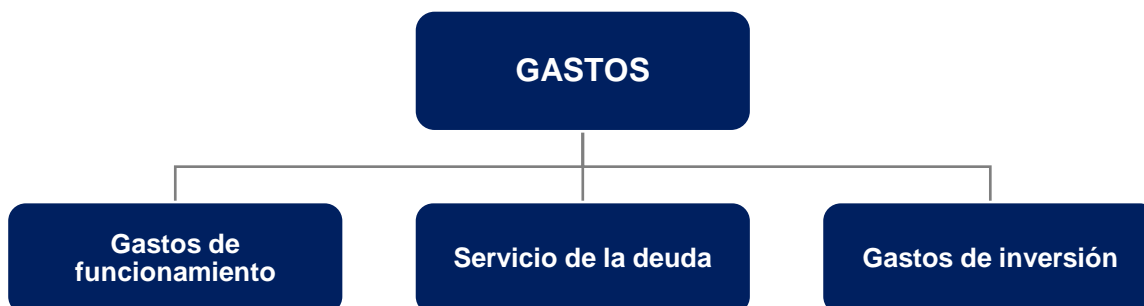 GASTOS
Gastos de
funcionamiento
Servicio de la deuda
Gastos de inversión